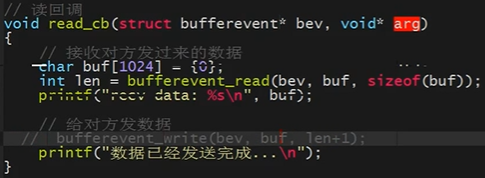 // 读回调
void read_cb(struct bufferevent* bev, void* arg)
{
// 接收对方发过来的数据
char buf[1024] = {0};
int len = bufferevent_read(bev, buf, sizeof(buf));
printf("recv data: %s\n", buf);
// 给对方发数据
// bufferevent_write(bev, buf, len+1);
printf("数据已经发送完成...\n");
}